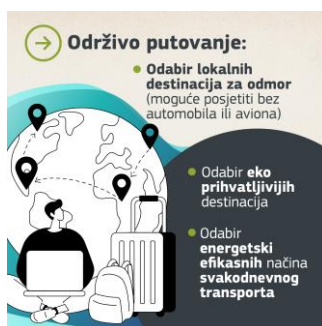 Održivo putovanje:
Odabir lokalnih
destinacija za odmor
(moguće posjetiti bez
automobila ili aviona)
Odabir eko
prihvatljivijih
destinacija
Odabir
energetski
efikasnih načina
svakodnevnog
transporta